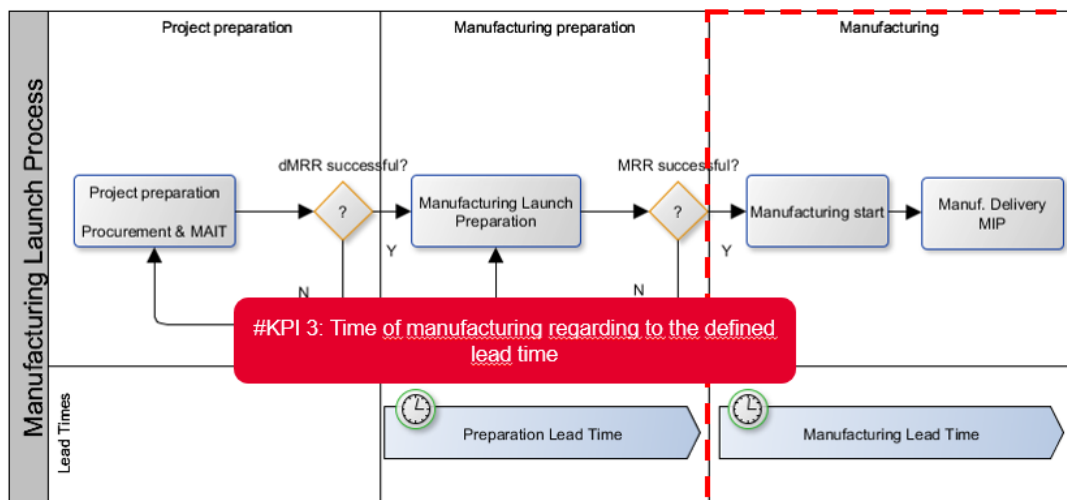 Manufacturing Launch Process
Project preparation
Manufacturing preparation
Manufacturing
dMRR successful?
MRR successful?
Project preparation
Procurement & MAIT
?
Manufacturing Launch
Preparation
?
Manufacturing start
Manuf. Delivery
MIP
Y
Y
N
N
#KPI 3: Time of manufacturing regarding to the defined
lead time
Lead Times
Preparation Lead Time
Manufacturing Lead Time